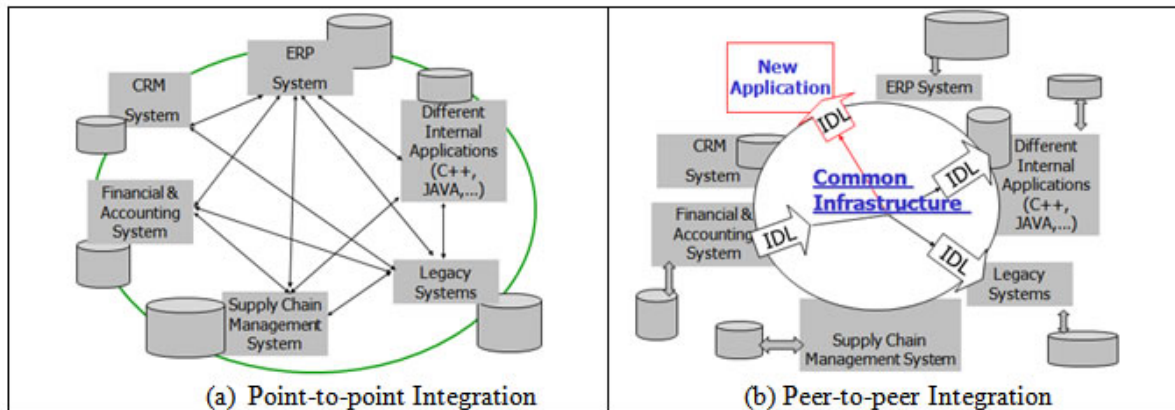 ERP
System
CRM
System
Different
Internal
Applications
(C++,
JAVA,...)
Financial &
Accounting
System
Legacy
Systems
Supply Chain
Management
System
(a) Point-to-point Integration
New
Application
ERP System
IDL
CRM
System
Different
Internal
Applications
(C++,
JAVA,...)
IDL
Common
Infrastructure
Financial &
Accounting
System
IDL
IDL
Legacy
Systems
Supply Chain
Management System
(b) Peer-to-peer Integration